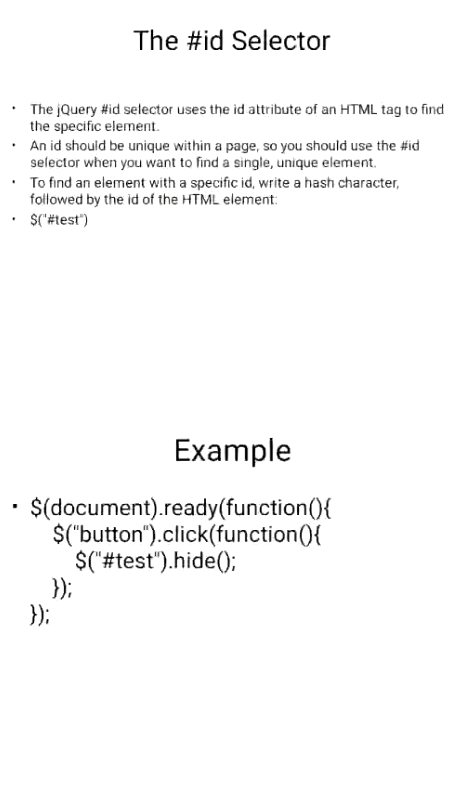 The #id Selector
• The jQuery #id selector uses the id attribute of an HTML tag to find
the specific element.
• An id should be unique within a page, so you should use the #id
selector when you want to find a single, unique element.
• To find an element with a specific id, write a hash character,
followed by the id of the HTML element:
• $("#test")
Example
• $(document).ready(function(){
$("button").click(function(){
$("#test").hide();
});
});